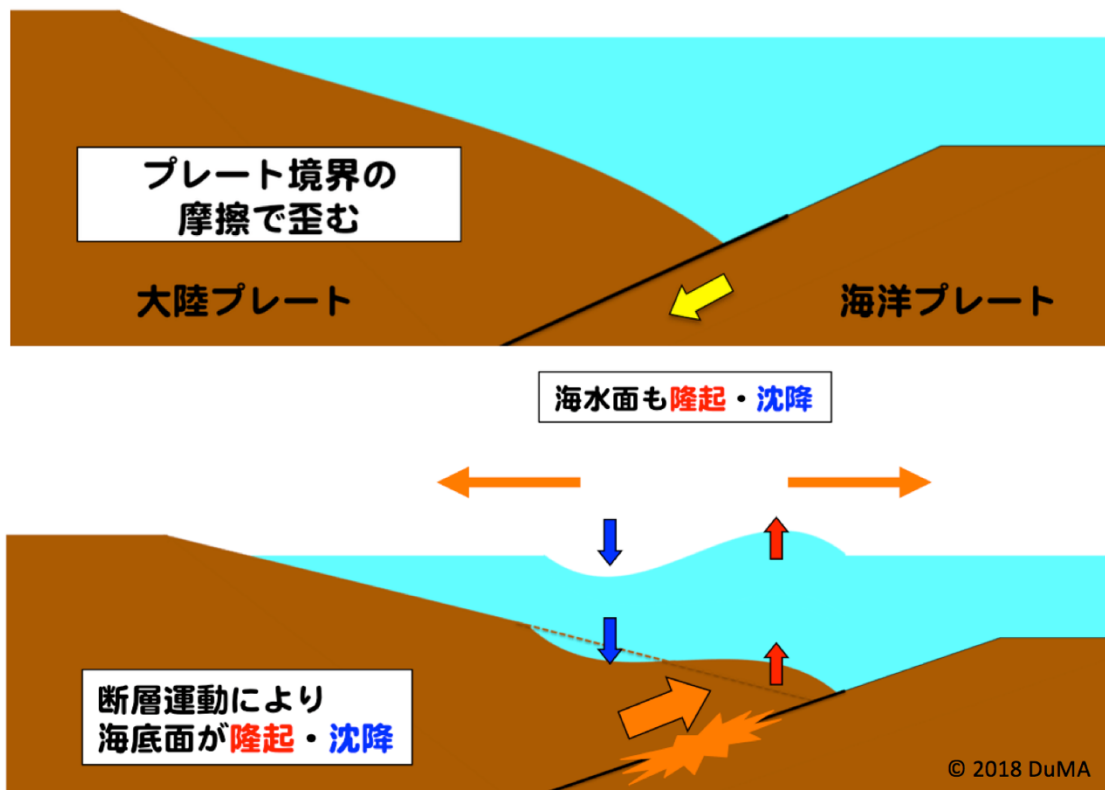 プレート境界の
摩擦で歪む
大陸プレート
海洋プレート
海水面も隆起・沈降
断層運動により
海底面が隆起・沈降
© 2018 DuMA